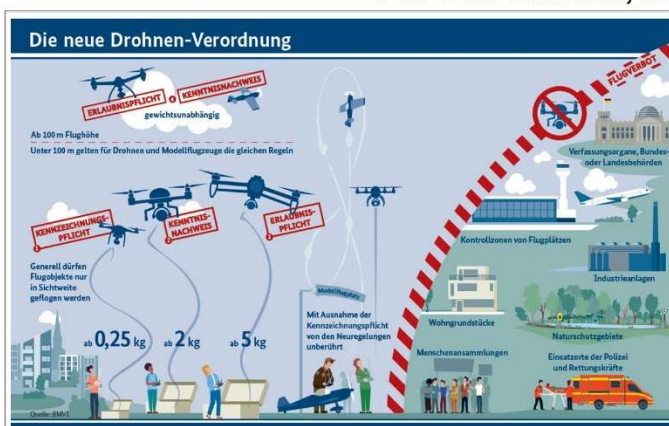 Die neue Drohnen-Verordnung
ERLAUBNISPFLICHT
KENNTNISNACHWEIS
gewichtsunabhängig
Ab 100 m Flughöhe
Unter 100 m gelten für Drohnen und Modellflugzeuge die gleichen Regeln
KENNZEICHNUNGS-
PFLICHT
KENNTNIS-
NACHWEIS
ERLAUBNIS-
PFLICHT
Generell dürfen
Flugobjekte nur
in Sichtweite
geflogen werden
ab 0,25 kg
ab 2 kg
ab 5 kg
Modellflugplatz
Mit Ausnahme der
Kennzeichnungspflicht
von den Neuregelungen
unberührt
FLUGVERBOT
Verfassungsorgane, Bundes-
oder Landesbehörden
Kontrollzonen von Flugplätzen
Industrieanlagen
Wohngrundstücke
Naturschutzgebiete
Menschenansammlungen
Einsatzorte der Polizei
und Rettungskräfte
Quelle: BMVI